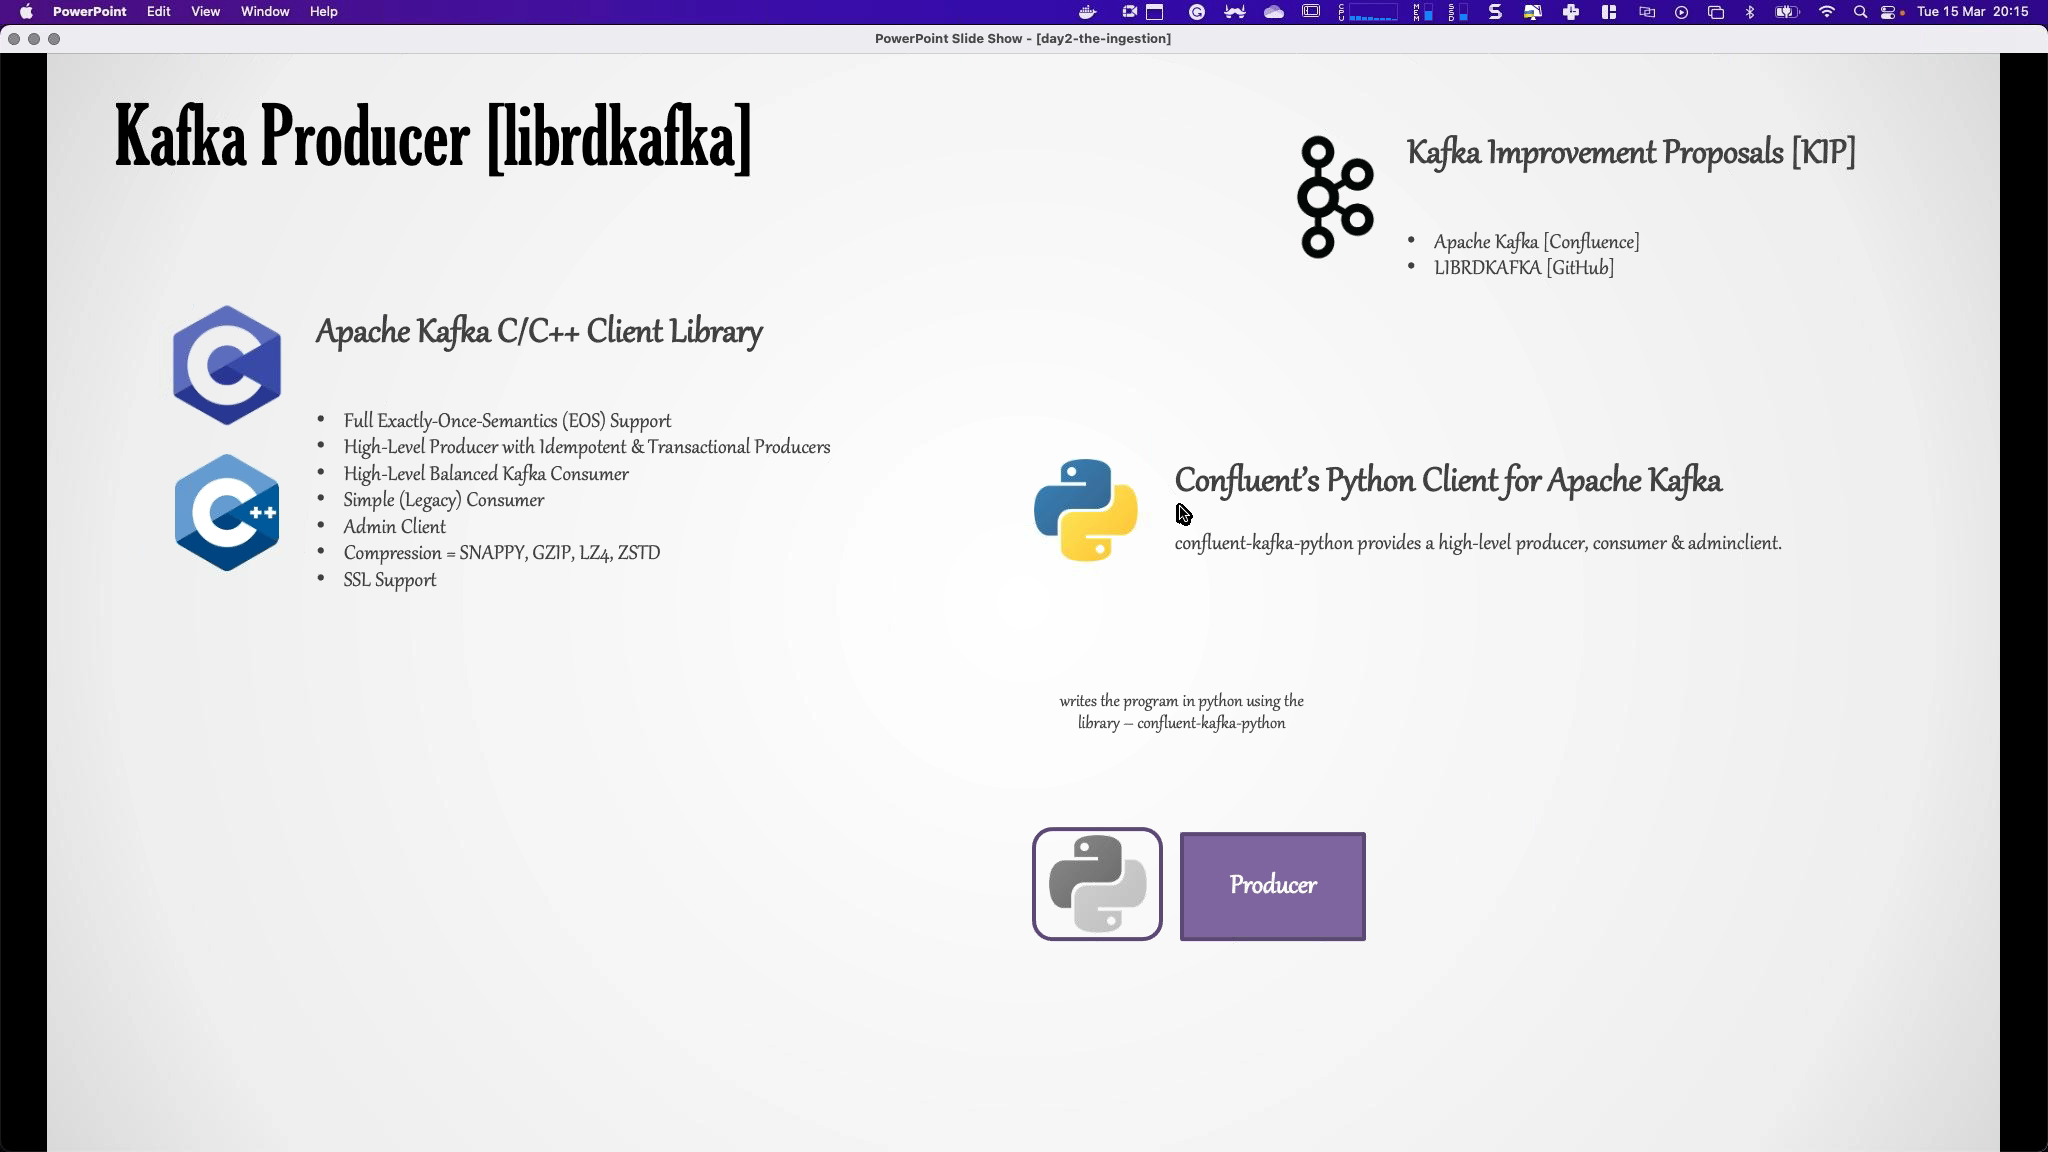 PowerPoint Edit View Window Help
Tue 15 Mar 20:15
PowerPoint Slide Show - [day2-the-ingestion]
Kafka Producer [librdkafka]
Kafka Improvement Proposals [KIP]
• Apache Kafka [Confluence]
• LIBRDKAFKA [GitHub]
Apache Kafka C/C++ Client Library
• Full Exactly-Once-Semantics (EOS) Support
• High-Level Producer with Idempotent & Transactional Producers
• High-Level Balanced Kafka Consumer
• Simple (Legacy) Consumer
• Admin Client
• Compression = SNAPPY, GZIP, LZ4, ZSTD
• SSL Support
Confluent's Python Client for Apache Kafka
confluent-kafka-python provides a high-level producer, consumer & adminclient.
writes the program in python using the
library – confluent-kafka-python
Producer